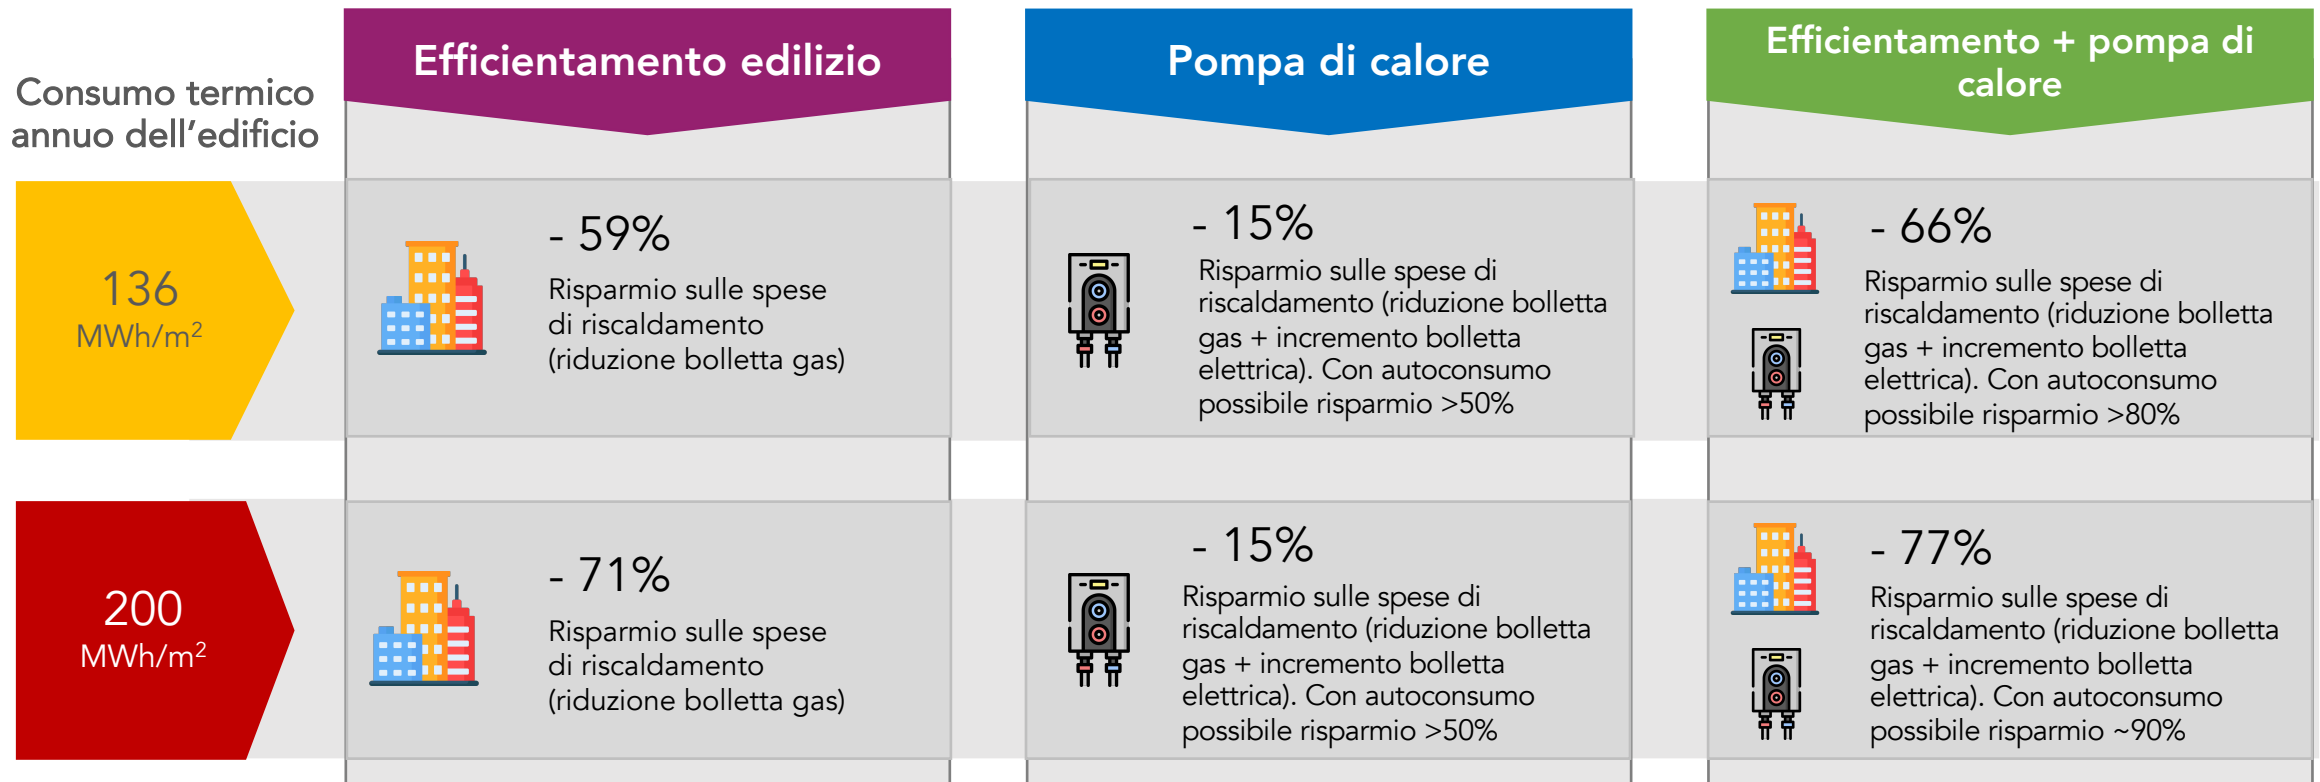 Efficientamento edilizio
Pompa di calore
Efficientamento + pompa di
calore
Consumo termico
annuo dell’edificio
136
MWh/m²
- 59%
Risparmio sulle spese
di riscaldamento
(riduzione bolletta gas)
- 15%
Risparmio sulle spese di
riscaldamento (riduzione bolletta
gas + incremento bolletta
elettrica). Con autoconsumo
possibile risparmio >50%
- 66%
Risparmio sulle spese di
riscaldamento (riduzione bolletta
gas + incremento bolletta
elettrica). Con autoconsumo
possibile risparmio >80%
200
MWh/m²
- 71%
Risparmio sulle spese
di riscaldamento
(riduzione bolletta gas)
- 15%
Risparmio sulle spese di
riscaldamento (riduzione bolletta
gas + incremento bolletta
elettrica). Con autoconsumo
possibile risparmio >50%
- 77%
Risparmio sulle spese di
riscaldamento (riduzione bolletta
gas + incremento bolletta
elettrica). Con autoconsumo
possibile risparmio ~90%